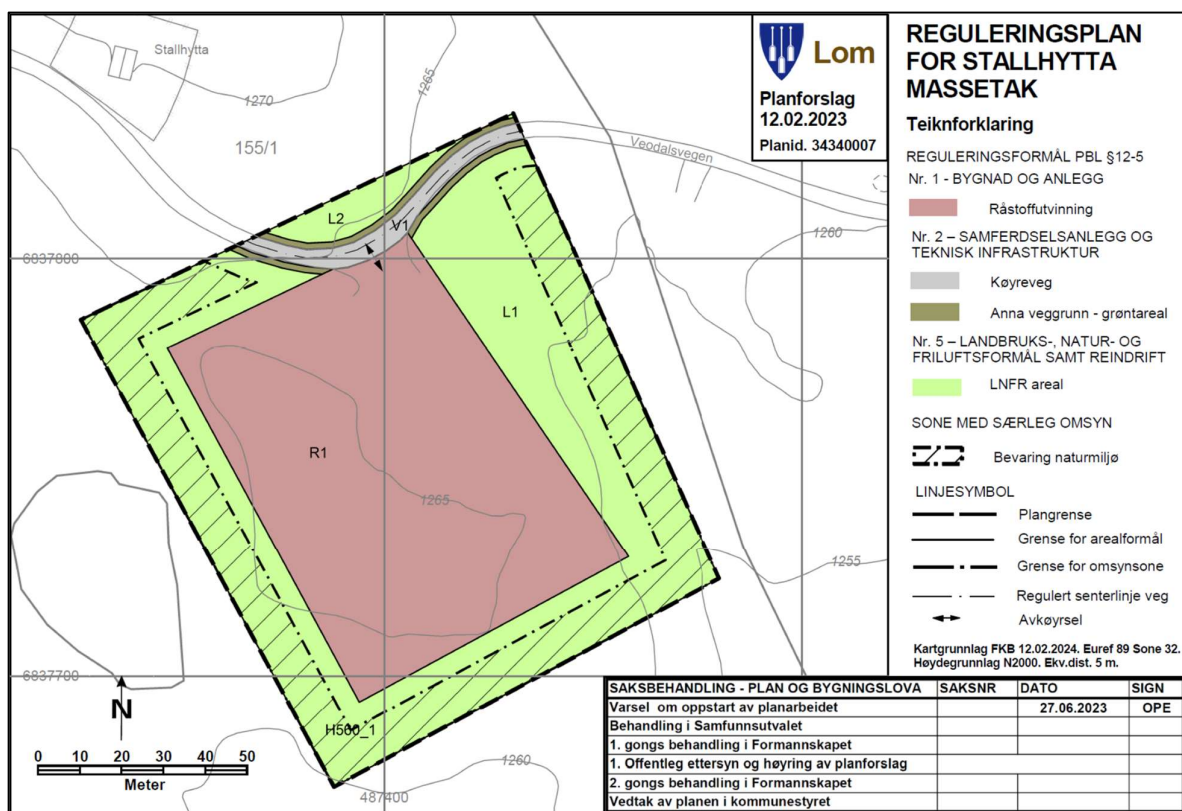 Stallhytta
1270
1265
155/1
Lom
Planforslag
12.02.2023
Planid. 34340007
Veodalsvegen
L2
V1
1260
6837800
L1
R1
1265
1255
6837700
N
H560_1
0 10 20 30 40 50
Meter
1260
487400
REGULERINGSPLAN
FOR STALLHYTTA
MASSETAK
Teiknforklaring
REGULERINGSFORMÅL PBL §12-5
Nr. 1 - BYGNAD OG ANLEGG
Råstoffutvinning
Nr. 2 – SAMFERDSELSANLEGG OG
TEKNISK INFRASTRUKTUR
Køyreveg
Anna veggrunn - grøntareal
Nr. 5 – LANDBRUKS-, NATUR- OG
FRILUFTSFORMÅL SAMT REINDRIFT
LNFR areal
SONE MED SÆRLEG OMSYN
Bevaring naturmiljø
LINJESYMBOL
Plangrense
Grense for arealformål
Grense for omsynsone
Regulert senterlinje veg
Avkøyrsel
Kartgrunnlag FKB 12.02.2024. Euref 89 Sone 32.
Høydegrunnlag N2000. Ekv.dist. 5 m.
SAKSBEHANDLING - PLAN OG BYGNINGSLOVA SAKSNR DATO SIGN
Varsel om oppstart av planarbeidet 27.06.2023 OPE
Behandling i Samfunnsutvalet
1. gongs behandling i Formannskapet
1. Offentleg ettersyn og høyring av planforslag
2. gongs behandling i Formannskapet
Vedtak av planen i kommunestyret